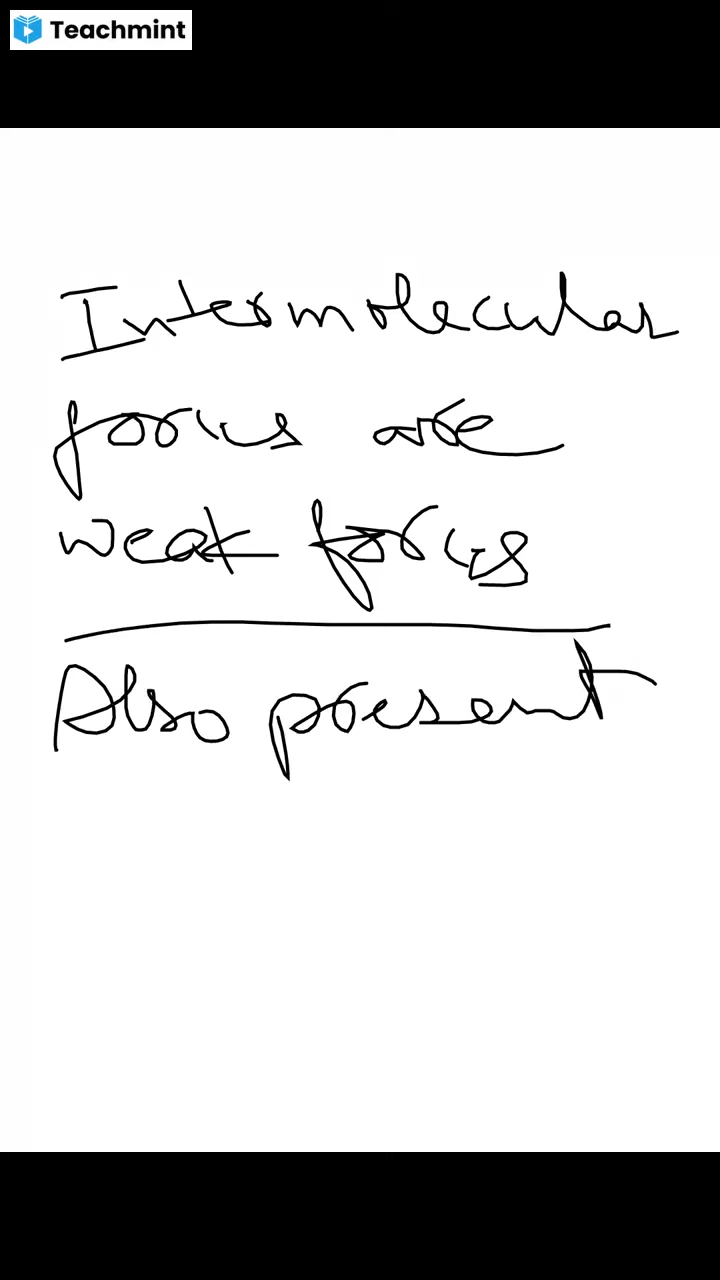 Teachmint
Intermolecular
forces are
weak forces
Also present